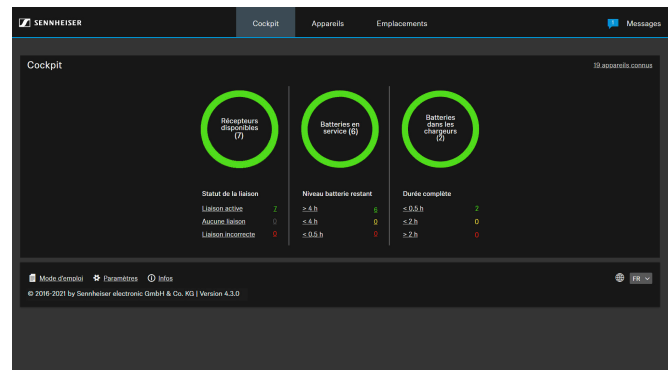 SENNHEISER
Cockpit
Appareils
Emplacements
Messages
Cockpit
19 appareils connus
Récepteurs
disponibles
(7)
Batteries en
service (6)
Batteries
dans les
chargeurs
(2)
Statut de la liaison
Liaison active 7
Aucune liaison 0
Liaison incorrecte 0
Niveau batterie restant
> 4 h 6
< 4 h 0
< 0.5 h 0
Durée complète
< 0.5 h 2
< 2 h 0
> 2 h 0
Mode d'emploi Paramètres Infos
FR
© 2016-2021 by Sennheiser electronic GmbH & Co. KG | Version 4.3.0